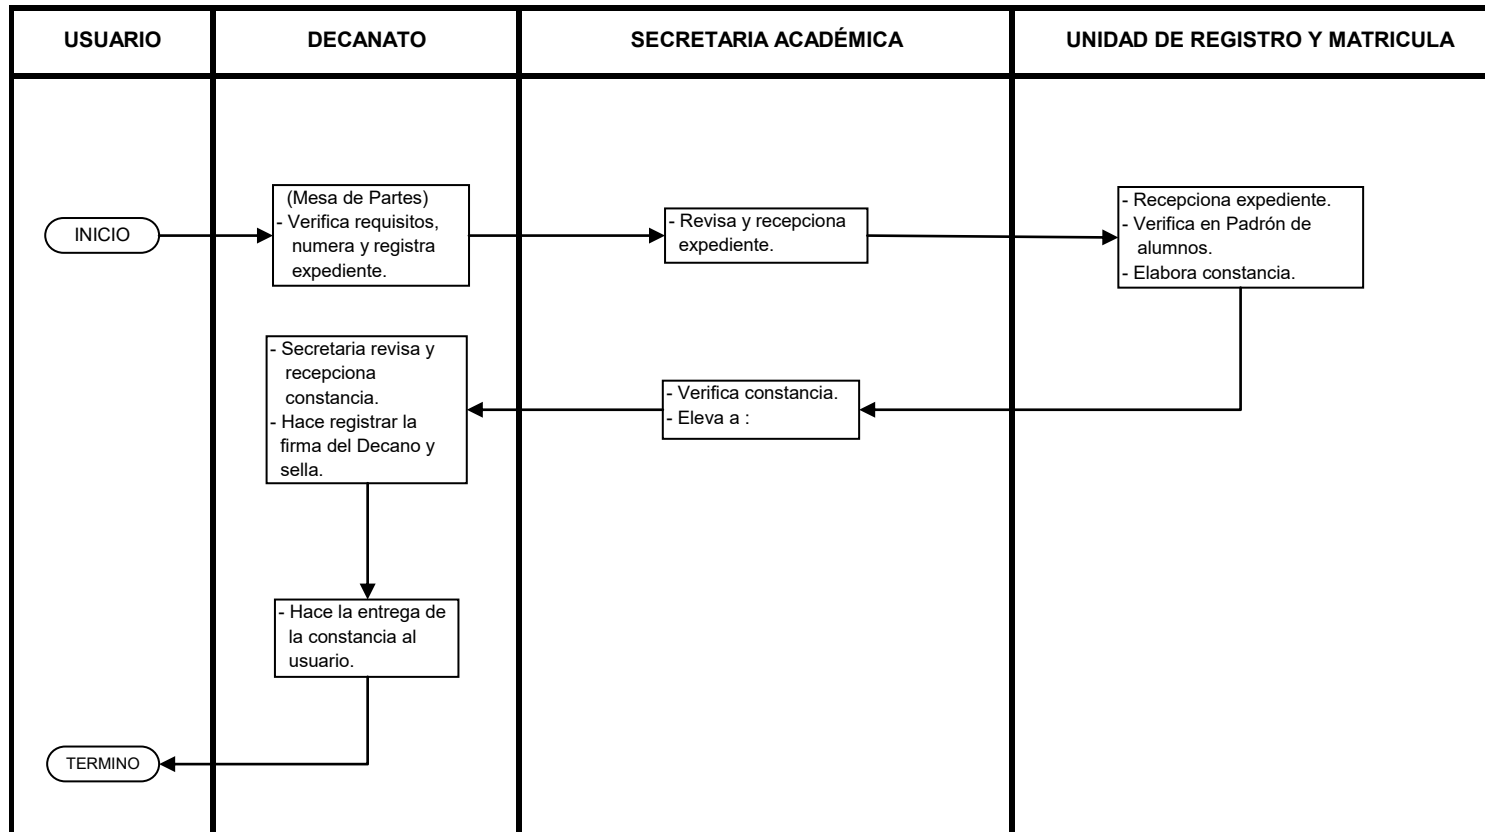 USUARIO
DECANATO
SECRETARIA ACADÉMICA
UNIDAD DE REGISTRO Y MATRICULA
INICIO
(Mesa de Partes)
- Verifica requisitos,
numera y registra
expediente.
- Revisa y recepciona
expediente.
- Recepciona expediente.
- Verifica en Padrón de
alumnos.
- Elabora constancia.
- Secretaria revisa y
recepciona
constancia.
- Hace registrar la
firma del Decano y
sella.
- Verifica constancia.
- Eleva a :
- Hace la entrega de
la constancia al
usuario.
TERMINO